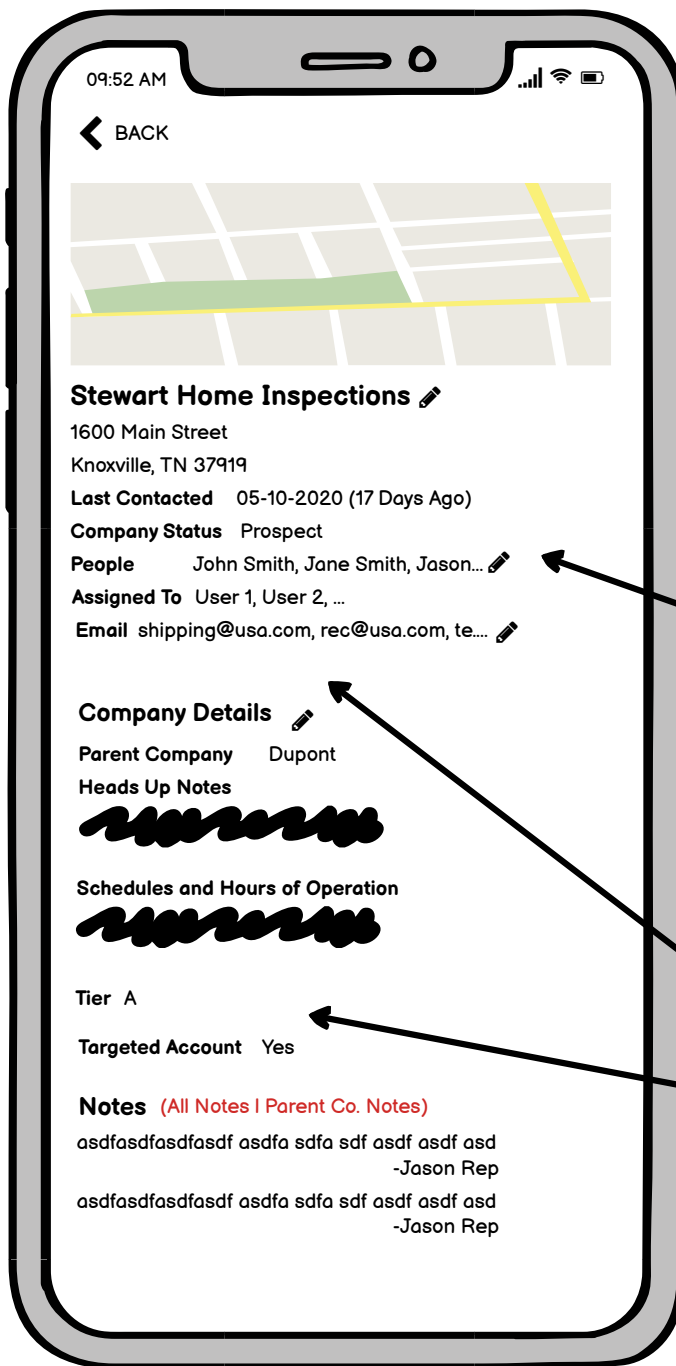 09:52 AM
BACK
Stewart Home Inspections
1600 Main Street
Knoxville, TN 37919
Last Contacted 05-10-2020 (17 Days Ago)
Company Status Prospect
People John Smith, Jane Smith, Jason...
Assigned To User 1, User 2, ...
Email shipping@usa.com, rec@usa.com, te....
Company Details
Parent Company Dupont
Heads Up Notes
Schedules and Hours of Operation
Tier A
Targeted Account Yes
Notes (All Notes | Parent Co. Notes)
asdfasdfasdfasdf asdfa sdfa sdf asdf asdf asd
-Jason Rep
asdfasdfasdfasdf asdfa sdfa sdf asdf asdf asd
-Jason Rep